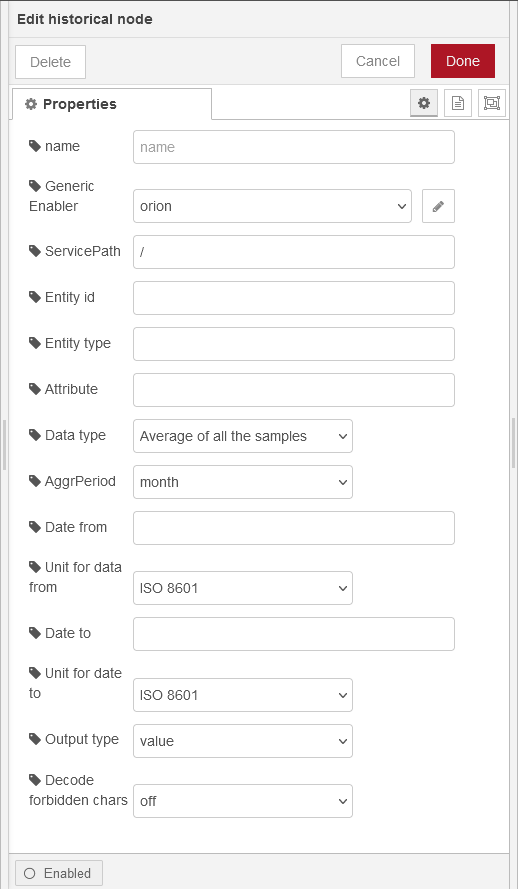 Edit historical node
Delete
Cancel
Done
Properties
name
name
Generic
Enabler
orion
ServicePath
/
Entity id
Entity type
Attribute
Data type
Average of all the samples
AggrPeriod
month
Date from
Unit for data
from
ISO 8601
Date to
Unit for date
to
ISO 8601
Output type
value
Decode
forbidden chars
off
Enabled